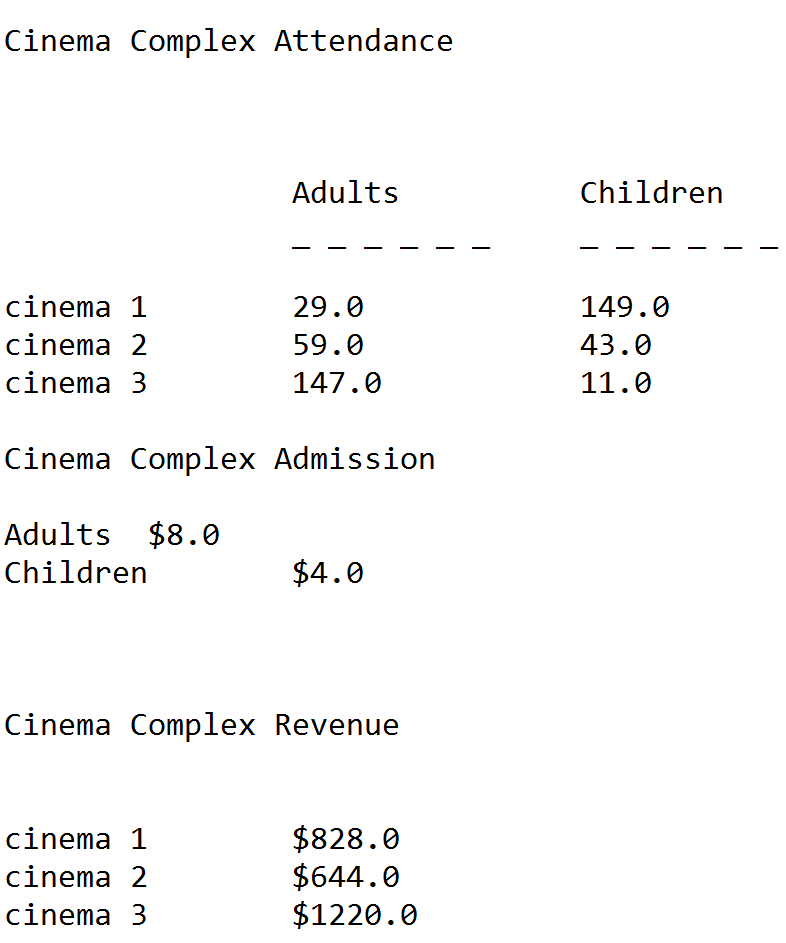 Cinema Complex Attendance
Adults Children
_ _ _ _ _ _ _ _ _ _ _ _
cinema 1 29.0 149.0
cinema 2 59.0 43.0
cinema 3 147.0 11.0
Cinema Complex Admission
Adults $8.0
Children $4.0
Cinema Complex Revenue
cinema 1 $828.0
cinema 2 $644.0
cinema 3 $1220.0